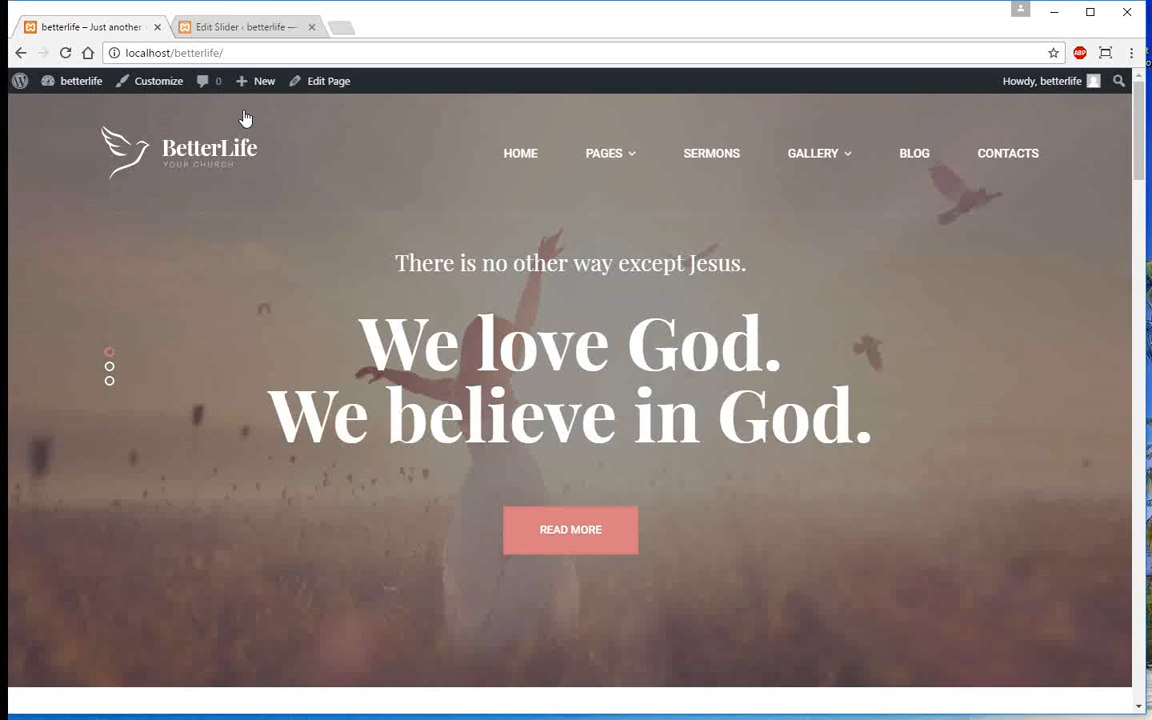 betterlife – Just another
Edit Slider ‹ betterlife —
localhost/betterlife/
ABP
betterlife
Customize
0
New
Edit Page
Howdy, betterlife
BetterLife
YOUR CHURCH
HOME
PAGES
SERMONS
GALLERY
BLOG
CONTACTS
There is no other way except Jesus.
We love God.
We believe in God.
READ MORE